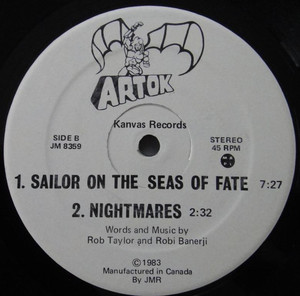 ARTOK
Kanvas Records
SIDE B
JM 8359
STEREO
45 RPM
1. SAILOR ON THE SEAS OF FATE 7:27
2. NIGHTMARES 2:32
Words and Music by
Rob Taylor and Robi Banerji
©1983
Manufactured in Canada
By JMR